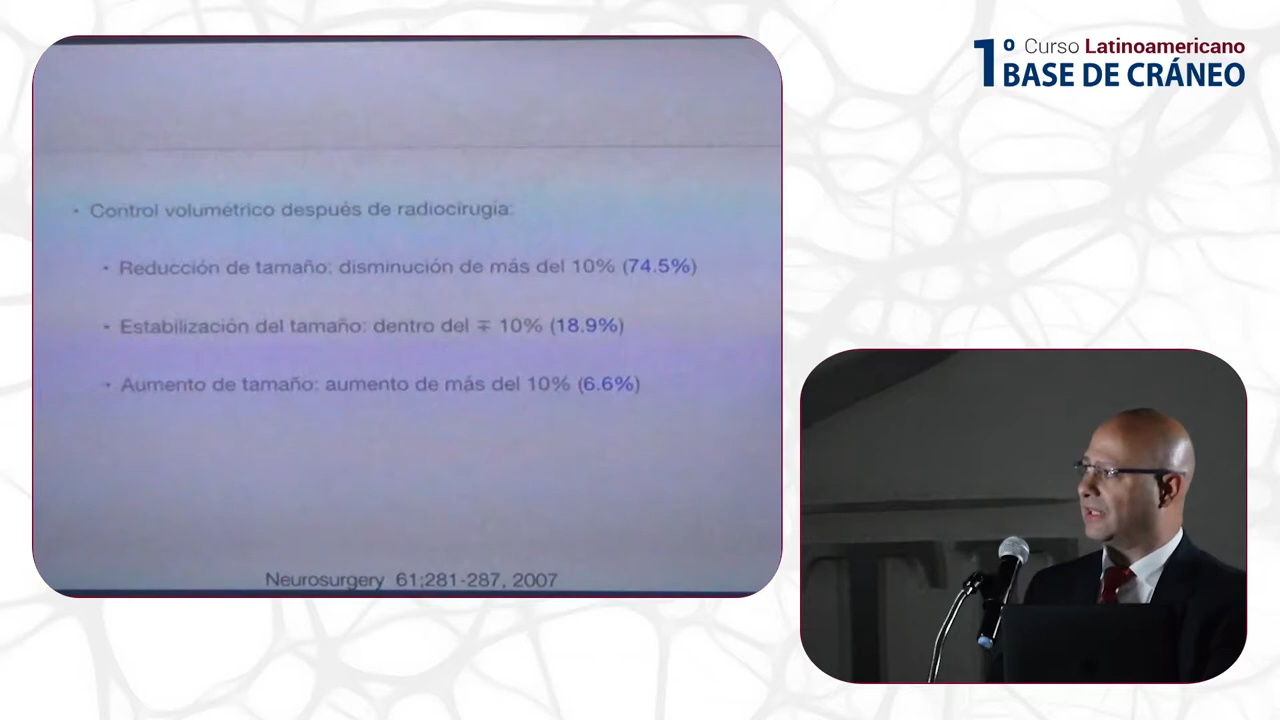 1º Curso Latinoamericano
BASE DE CRÁNEO
• Control volumétrico después de radiocirugía:
• Reducción de tamaño: disminución de más del 10% (74.5%)
• Estabilización del tamaño: dentro del ∓ 10% (18.9%)
• Aumento de tamaño: aumento de más del 10% (6.6%)
Neurosurgery 61:281-287, 2007